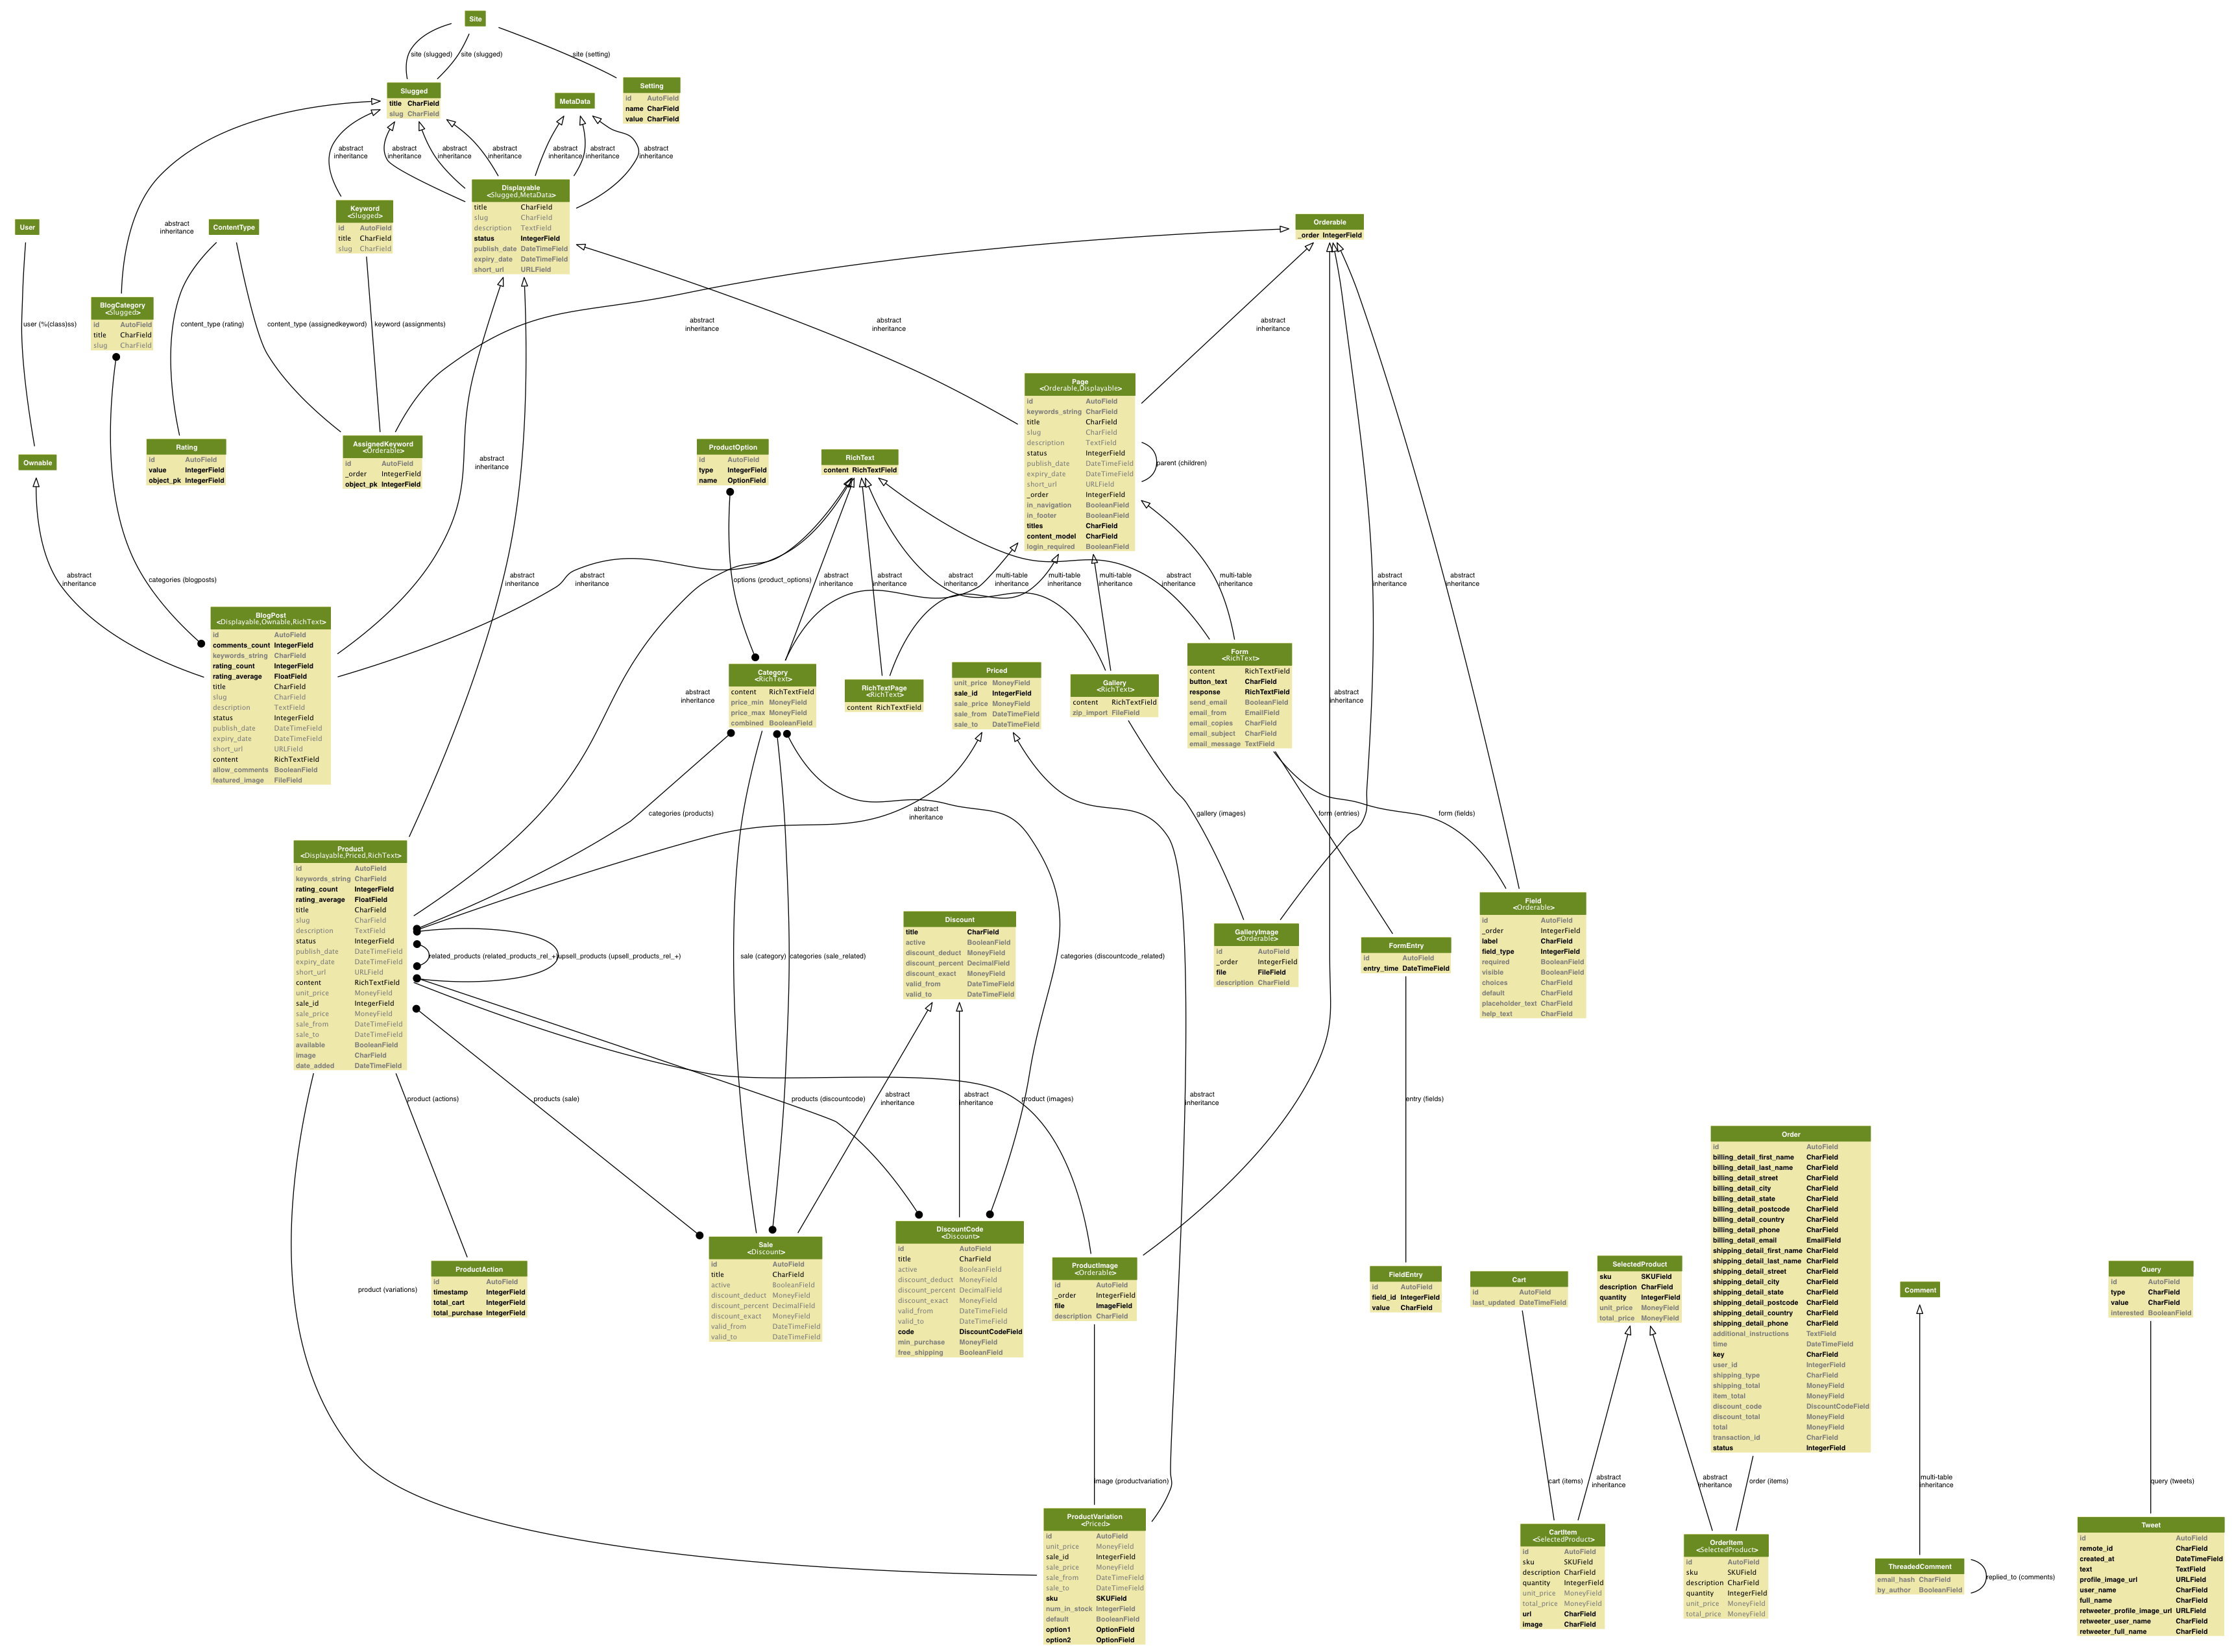 Site
site (slugged)
site (slugged)
site (setting)
Slugged
title CharField
slug CharField
MetaData
Setting
id AutoField
name CharField
value CharField
abstract
inheritance
abstract
inheritance
abstract
inheritance
abstract
inheritance
abstract
inheritance
abstract
inheritance
abstract
inheritance
Displayable
<Slugged,MetaData>
title CharField
slug CharField
description TextField
status IntegerField
publish_date DateTimeField
expiry_date DateTimeField
short_url URLField
Keyword
<Slugged>
id AutoField
title CharField
slug CharField
User
ContentType
abstract
inheritance
Orderable
_order IntegerField
BlogCategory
<Slugged>
id AutoField
title CharField
slug CharField
user (%(class)ss)
content_type (rating)
content_type (assignedkeyword)
keyword (assignments)
abstract
inheritance
abstract
inheritance
abstract
inheritance
Page
<Orderable,Displayable>
id AutoField
keywords_string CharField
title CharField
slug CharField
description TextField
status IntegerField
publish_date DateTimeField
expiry_date DateTimeField
short_url URLField
_order IntegerField
in_navigation BooleanField
in_footer BooleanField
titles CharField
content_model CharField
login_required BooleanField
parent (children)
Ownable
Rating
id AutoField
value IntegerField
object_pk IntegerField
AssignedKeyword
<Orderable>
id AutoField
_order IntegerField
object_pk IntegerField
abstract
inheritance
ProductOption
id AutoField
type IntegerField
name OptionField
RichText
content RichTextField
abstract
inheritance
categories (blogposts)
abstract
inheritance
abstract
inheritance
options (product_options)
abstract
inheritance
abstract
inheritance
abstract
inheritance
multi-table
inheritance
multi-table
inheritance
multi-table
inheritance
abstract
inheritance
multi-table
inheritance
abstract
inheritance
abstract
inheritance
BlogPost
<Displayable,Ownable,RichText>
id AutoField
comments_count IntegerField
keywords_string CharField
rating_count IntegerField
rating_average FloatField
title CharField
slug CharField
description TextField
status IntegerField
publish_date DateTimeField
expiry_date DateTimeField
short_url URLField
content RichTextField
allow_comments BooleanField
featured_image FileField
abstract
inheritance
Category
<RichText>
content RichTextField
price_min MoneyField
price_max MoneyField
combined BooleanField
RichTextPage
<RichText>
content RichTextField
Priced
unit_price MoneyField
sale_id IntegerField
sale_price MoneyField
sale_from DateTimeField
sale_to DateTimeField
Gallery
<RichText>
content RichTextField
zip_import FileField
Form
<RichText>
content RichTextField
button_text CharField
response RichTextField
send_email BooleanField
email_from EmailField
email_copies CharField
email_subject CharField
email_message TextField
abstract
inheritance
categories (products)
abstract
inheritance
gallery (images)
form (entries)
form (fields)
Product
<Displayable,Priced,RichText>
id AutoField
keywords_string CharField
rating_count IntegerField
rating_average FloatField
title CharField
slug CharField
description TextField
status IntegerField
publish_date DateTimeField
expiry_date DateTimeField
short_url URLField
content RichTextField
unit_price MoneyField
sale_id IntegerField
sale_price MoneyField
sale_from DateTimeField
sale_to DateTimeField
available BooleanField
image CharField
date_added DateTimeField
related_products (related_products_rel_+)
upsell_products (upsell_products_rel_+)
sale (category)
categories (sale_related)
Discount
title CharField
active BooleanField
discount_deduct MoneyField
discount_percent DecimalField
discount_exact MoneyField
valid_from DateTimeField
valid_to DateTimeField
categories (discountcode_related)
GalleryImage
<Orderable>
id AutoField
_order IntegerField
file FileField
description CharField
FormEntry
id AutoField
entry_time DateTimeField
Field
<Orderable>
id AutoField
_order IntegerField
label CharField
field_type IntegerField
required BooleanField
visible BooleanField
choices CharField
default CharField
placeholder_text CharField
help_text CharField
product (actions)
products (sale)
products (discountcode)
abstract
inheritance
abstract
inheritance
product (images)
abstract
inheritance
entry (fields)
Order
id AutoField
billing_detail_first_name CharField
billing_detail_last_name CharField
billing_detail_street CharField
billing_detail_city CharField
billing_detail_state CharField
billing_detail_postcode CharField
billing_detail_country CharField
billing_detail_phone CharField
billing_detail_email EmailField
shipping_detail_first_name CharField
shipping_detail_last_name CharField
shipping_detail_street CharField
shipping_detail_city CharField
shipping_detail_state CharField
shipping_detail_postcode CharField
shipping_detail_country CharField
shipping_detail_phone CharField
additional_instructions TextField
time DateTimeField
key CharField
user_id IntegerField
shipping_type CharField
shipping_total MoneyField
item_total MoneyField
discount_code DiscountCodeField
discount_total MoneyField
total MoneyField
transaction_id CharField
status IntegerField
product (variations)
ProductAction
id AutoField
timestamp IntegerField
total_cart IntegerField
total_purchase IntegerField
Sale
<Discount>
id AutoField
title CharField
active BooleanField
discount_deduct MoneyField
discount_percent DecimalField
discount_exact MoneyField
valid_from DateTimeField
valid_to DateTimeField
DiscountCode
<Discount>
id AutoField
title CharField
active BooleanField
discount_deduct MoneyField
discount_percent DecimalField
discount_exact MoneyField
valid_from DateTimeField
valid_to DateTimeField
code DiscountCodeField
min_purchase MoneyField
free_shipping BooleanField
ProductImage
<Orderable>
id AutoField
_order IntegerField
file ImageField
description CharField
FieldEntry
id AutoField
field_id IntegerField
value CharField
Cart
id AutoField
last_updated DateTimeField
SelectedProduct
sku SKUField
description CharField
quantity IntegerField
unit_price MoneyField
total_price MoneyField
Comment
Query
id AutoField
type CharField
value CharField
interested BooleanField
image (productvariation)
cart (items)
abstract
inheritance
abstract
inheritance
order (items)
multi-table
inheritance
query (tweets)
ProductVariation
<Priced>
id AutoField
unit_price MoneyField
sale_id IntegerField
sale_price MoneyField
sale_from DateTimeField
sale_to DateTimeField
sku SKUField
num_in_stock IntegerField
default BooleanField
option1 OptionField
option2 OptionField
CartItem
<SelectedProduct>
id AutoField
sku SKUField
description CharField
quantity IntegerField
unit_price MoneyField
total_price MoneyField
url CharField
image CharField
OrderItem
<SelectedProduct>
id AutoField
sku SKUField
description CharField
quantity IntegerField
unit_price MoneyField
total_price MoneyField
ThreadedComment
email_hash CharField
by_author BooleanField
replied_to (comments)
Tweet
id AutoField
remote_id CharField
created_at DateTimeField
text TextField
profile_image_url URLField
user_name CharField
full_name CharField
retweeter_profile_image_url URLField
retweeter_user_name CharField
retweeter_full_name CharField